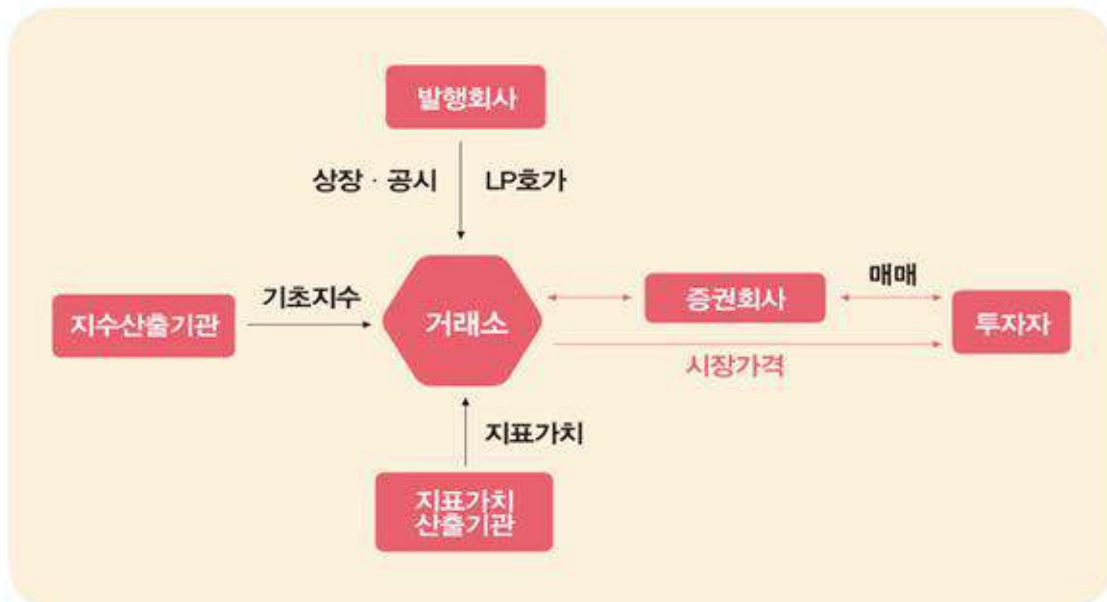 발행회사
상장 · 공시
LP호가
기초지수
지수산출기관
거래소
증권회사
매매
투자자
시장가격
지표가치
지표가치
산출기관